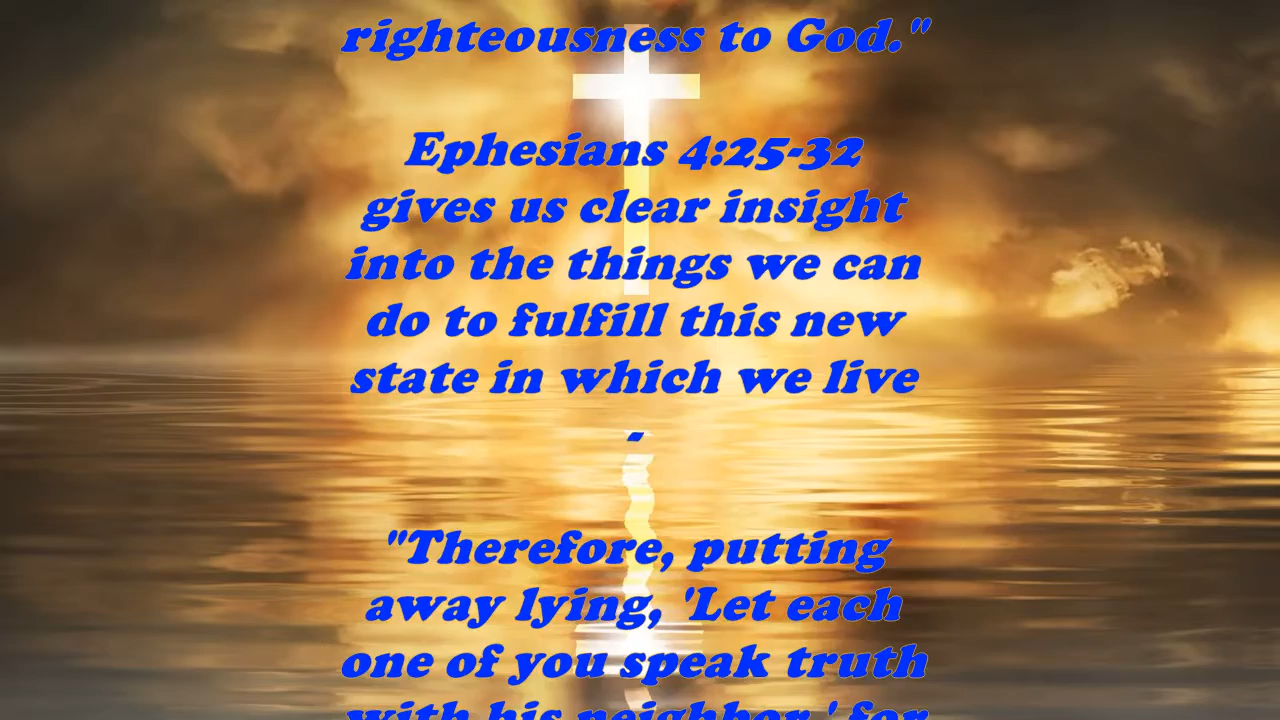 righteousness to God."
Ephesians 4:25-32
gives us clear insight
into the things we can
do to fulfill this new
state in which we live
-
"Therefore, putting
away lying, 'Let each
one of you speak truth
with his neighbor,' for